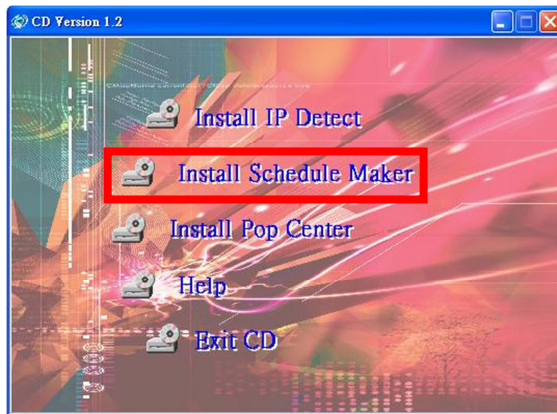 CD Version 1.2
Install IP Detect
Install Schedule Maker
Install Pop Center
Help
Exit CD